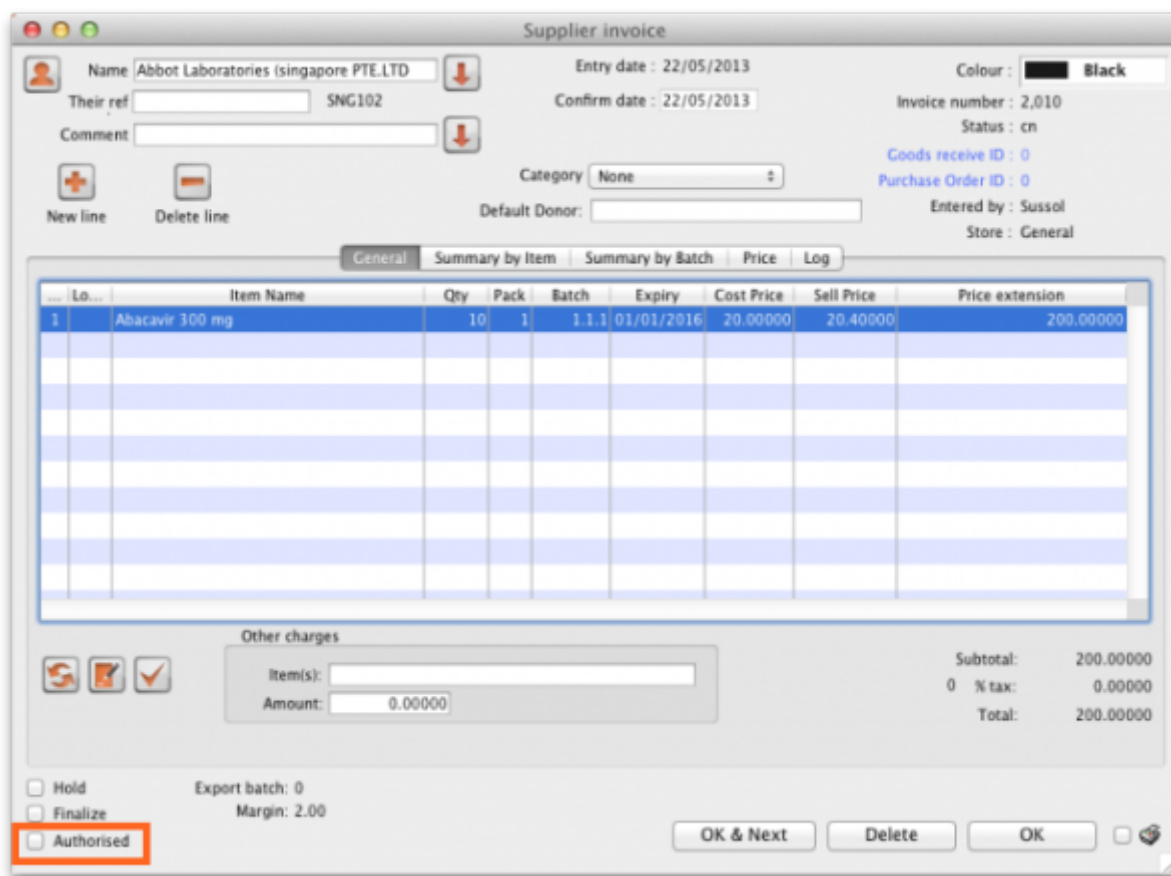 Supplier invoice
Name Abbot Laboratories (singapore PTE.LTD
Entry date : 22/05/2013
Colour : Black
Their ref SNG102
Confirm date : 22/05/2013
Invoice number : 2,010
Comment
Status : cn
Goods receive ID : 0
Category None
Purchase Order ID : 0
New line Delete line
Default Donor:
Entered by : Sussol
Store : General
General Summary by Item Summary by Batch Price Log
... Lo... Item Name Qty Pack Batch Expiry Cost Price Sell Price Price extension
1 Abacavir 300 mg 10 1 1.1.1 01/01/2016 20.00000 20.40000 200.00000
Other charges
Item(s):
Amount: 0.00000
Subtotal: 200.00000
0 % tax: 0.00000
Total: 200.00000
Hold
Export batch: 0
Finalize
Margin: 2.00
Authorised
OK & Next Delete OK